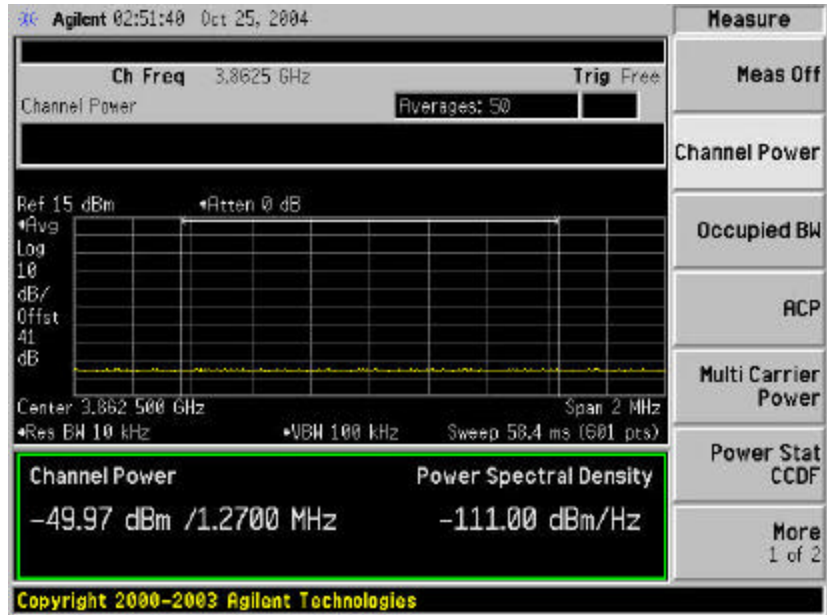 Agilent 02:51:40 Oct 25, 2004
Measure
Ch Freq 3.8625 GHz Trig Free
Channel Power Averages: 50
Meas Off
Channel Power
Occupied BW
ACP
Multi Carrier
Power
Power Stat
CCDF
More
1 of 2
Ref 15 dBm Atten 0 dB
Avg
Log
10
dB/
Offst
41
dB
Center 3.862 500 GHz Span 2 MHz
Res BW 10 kHz VBW 100 kHz Sweep 58.4 ms (601 pts)
Channel Power Power Spectral Density
-49.97 dBm /1.2700 MHz -111.00 dBm/Hz
Copyright 2000-2003 Agilent Technologies